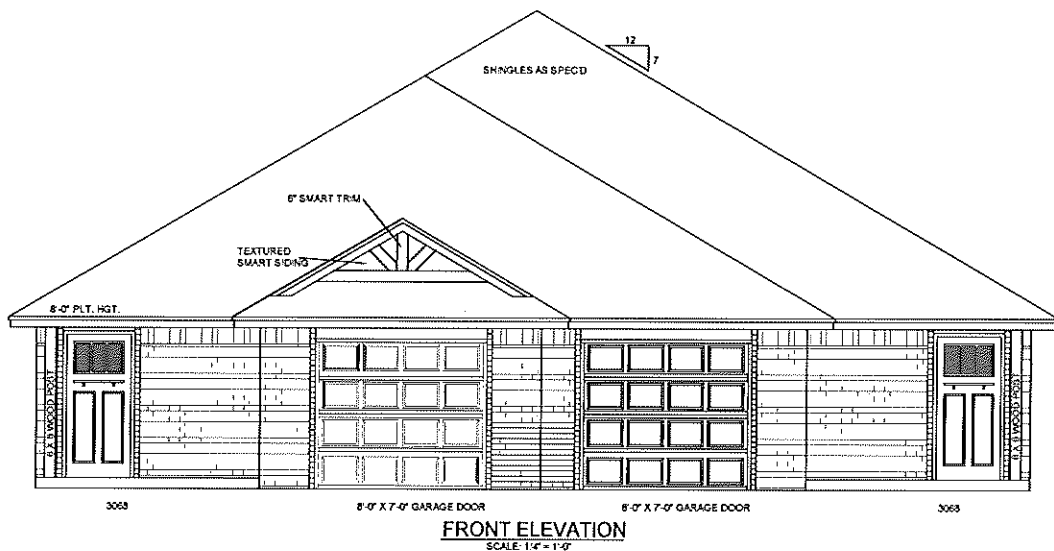 12
7
SHINGLES AS SPEC'D
6" SMART TRIM
TEXTURED
SMART SIDING
8'-0" PLT. HGT.
6 X 6 WOOD POST
6 X 6 WOOD POS
3068
8'-0" X 7'-0" GARAGE DOOR
8'-0" X 7'-0" GARAGE DOOR
3068
FRONT ELEVATION
SCALE: 1/4" = 1'-0"